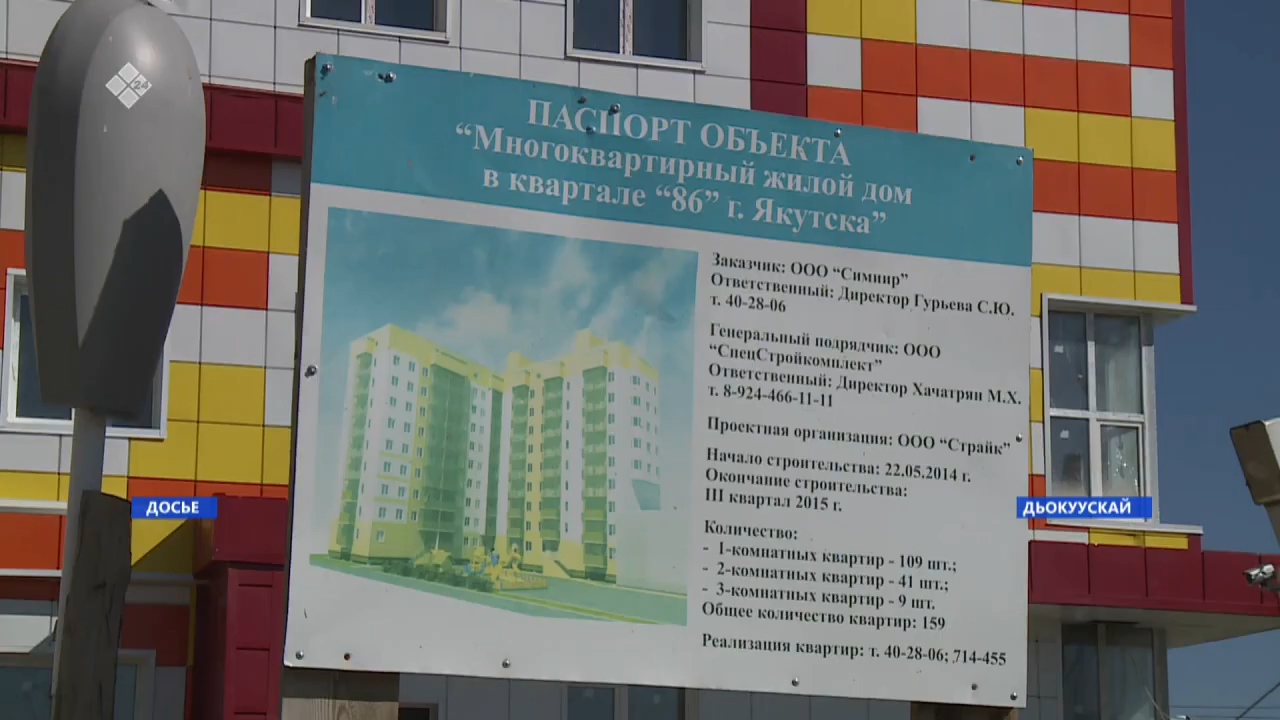 24
ПАСПОРТ ОБЪЕКТА
“Многоквартирный жилой дом
в квартале “86” г. Якутска”
Заказчик: ООО “Симиир”
Ответственный: Директор Гурьева С.Ю.
т. 40-28-06
Генеральный подрядчик: ООО
“СпецСтройкомплект”
Ответственный: Директор Хачатрян М.Х.
т. 8-924-466-11-11
Проектная организация: ООО “Страйк”
Начало строительства: 22.05.2014 г.
Окончание строительства:
III квартал 2015 г.
Количество:
- 1-комнатных квартир - 109 шт.;
- 2-комнатных квартир - 41 шт.;
- 3-комнатных квартир - 9 шт.
Общее количество квартир: 159
Реализация квартир: т. 40-28-06; 714-455
ДОСЬЕ
ДЬОКУУСКАЙ